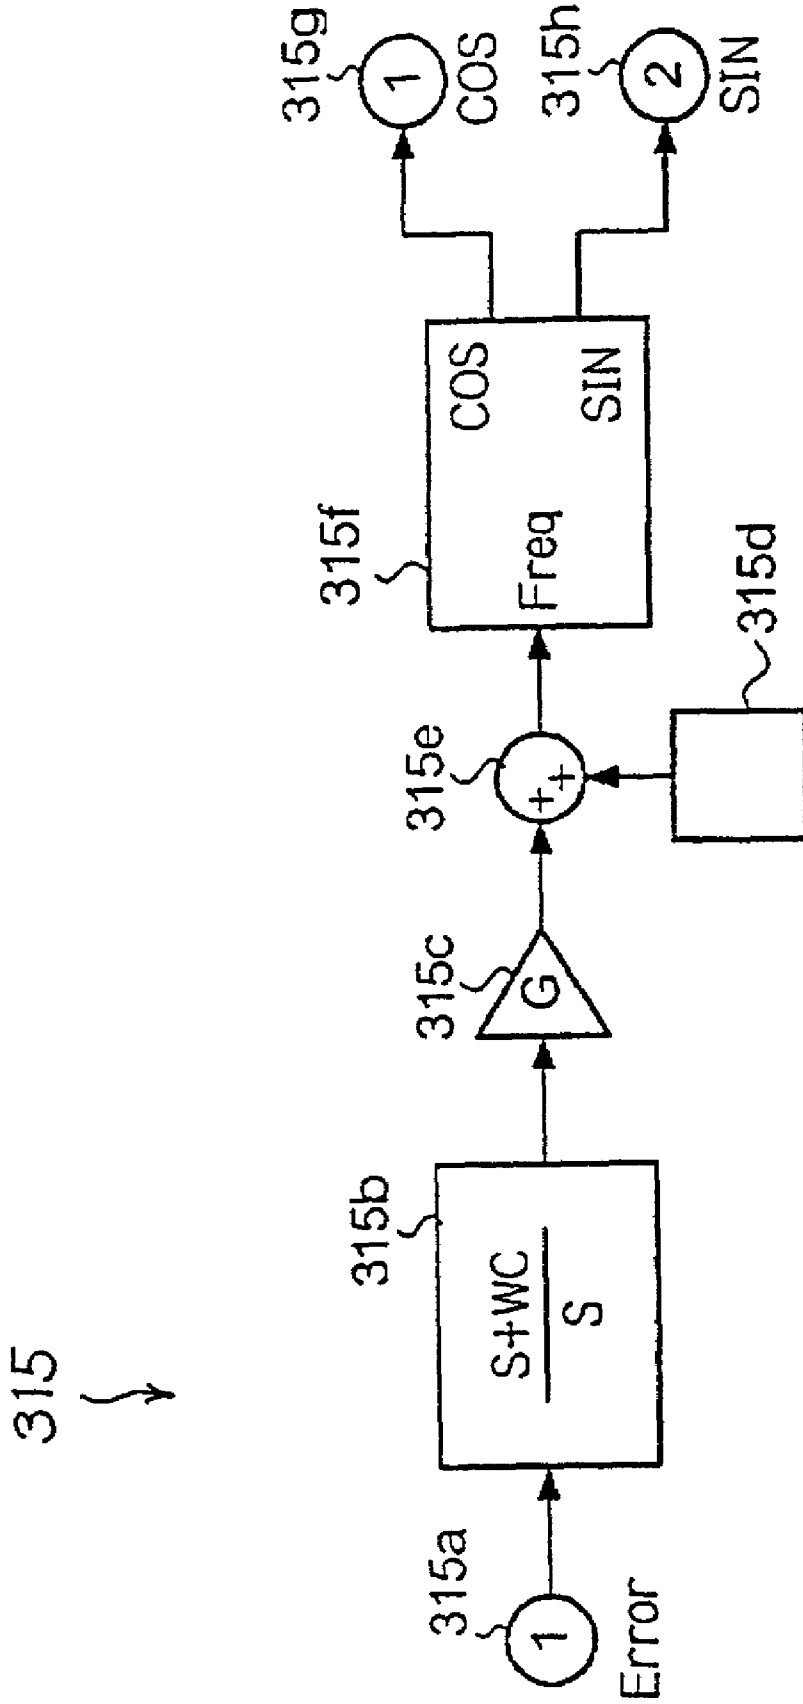 315
315a
1
Error
315b
S+WC
S
315c
G
315e
+
+
315d
315f
Freq
COS
SIN
315g
1
COS
315h
2
SIN